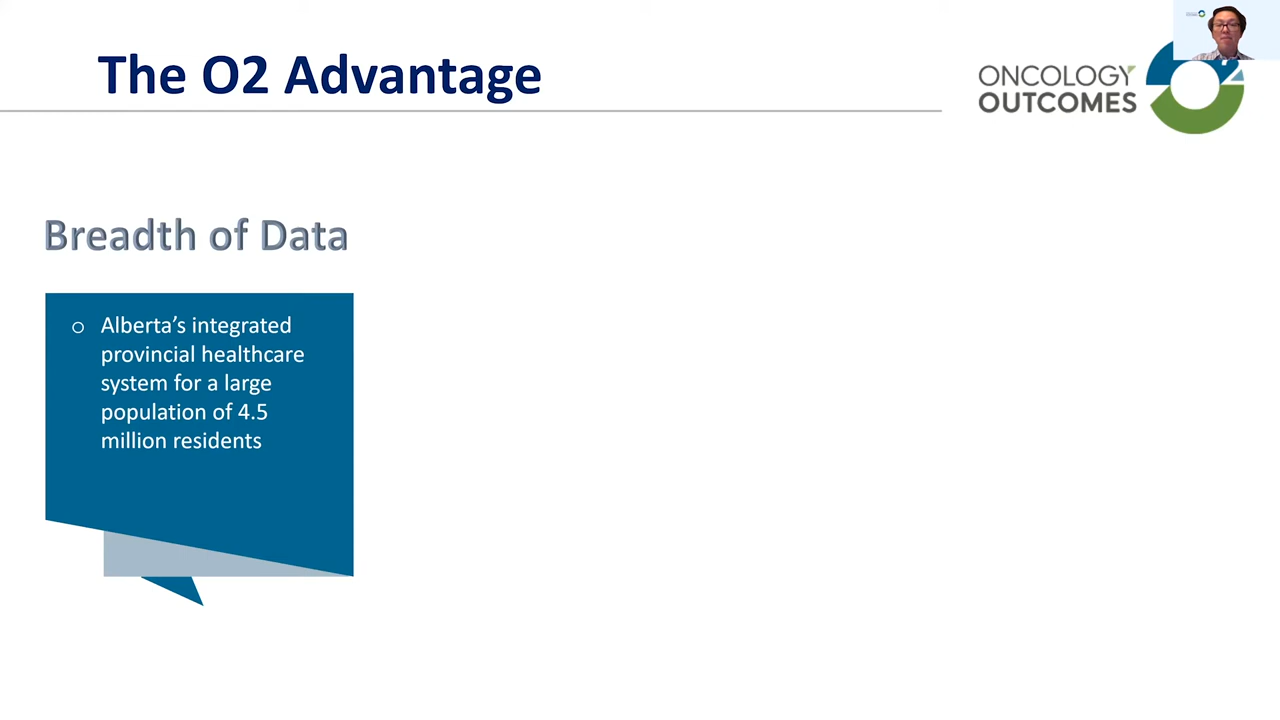 The O2 Advantage
ONCOLOGY
OUTCOMES
2
Breadth of Data
o Alberta’s integrated
provincial healthcare
system for a large
population of 4.5
million residents